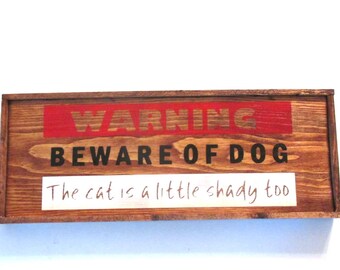 WARNING
BEWARE OF DOG
The cat is a little shady too